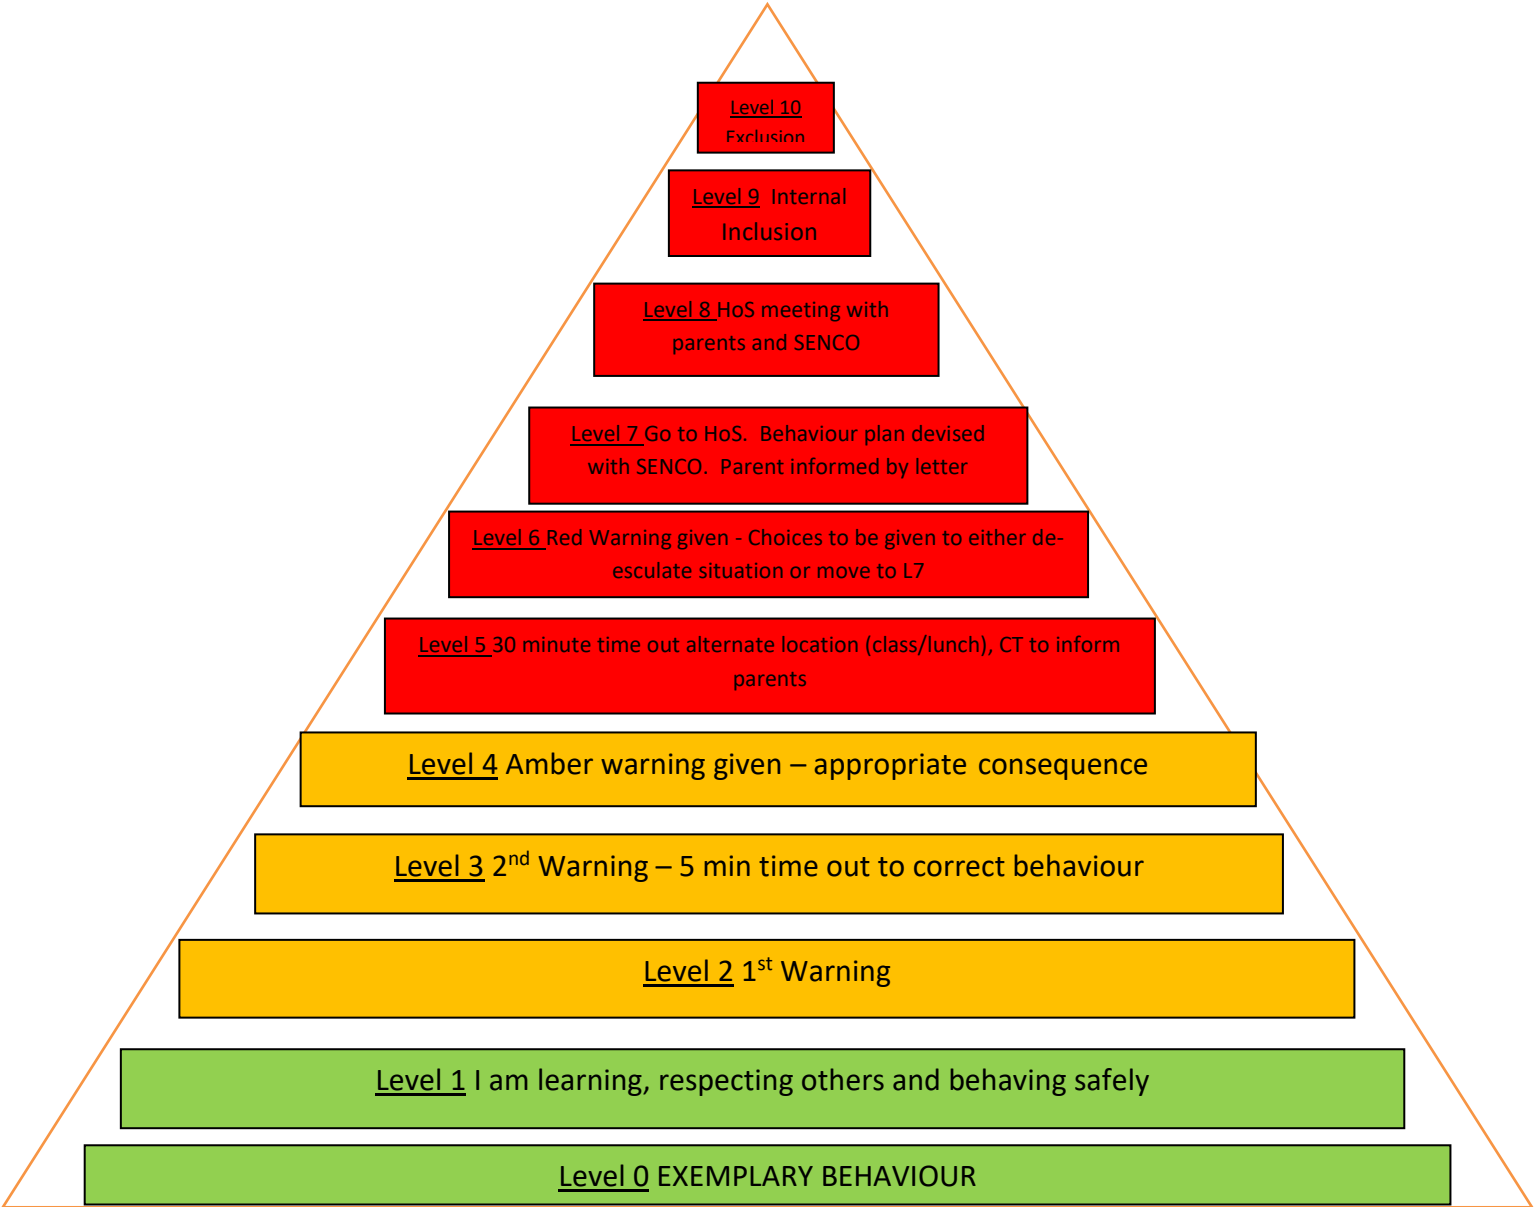 Level 10
Exclusion
Level 9 Internal
Inclusion
Level 8 HoS meeting with
parents and SENCO
Level 7 Go to HoS. Behaviour plan devised
with SENCO. Parent informed by letter
Level 6 Red Warning given - Choices to be given to either de-
esculate situation or move to L7
Level 5 30 minute time out alternate location (class/lunch), CT to inform
parents
Level 4 Amber warning given – appropriate consequence
Level 3 2nd Warning – 5 min time out to correct behaviour
Level 2 1st Warning
Level 1 I am learning, respecting others and behaving safely
Level 0 EXEMPLARY BEHAVIOUR